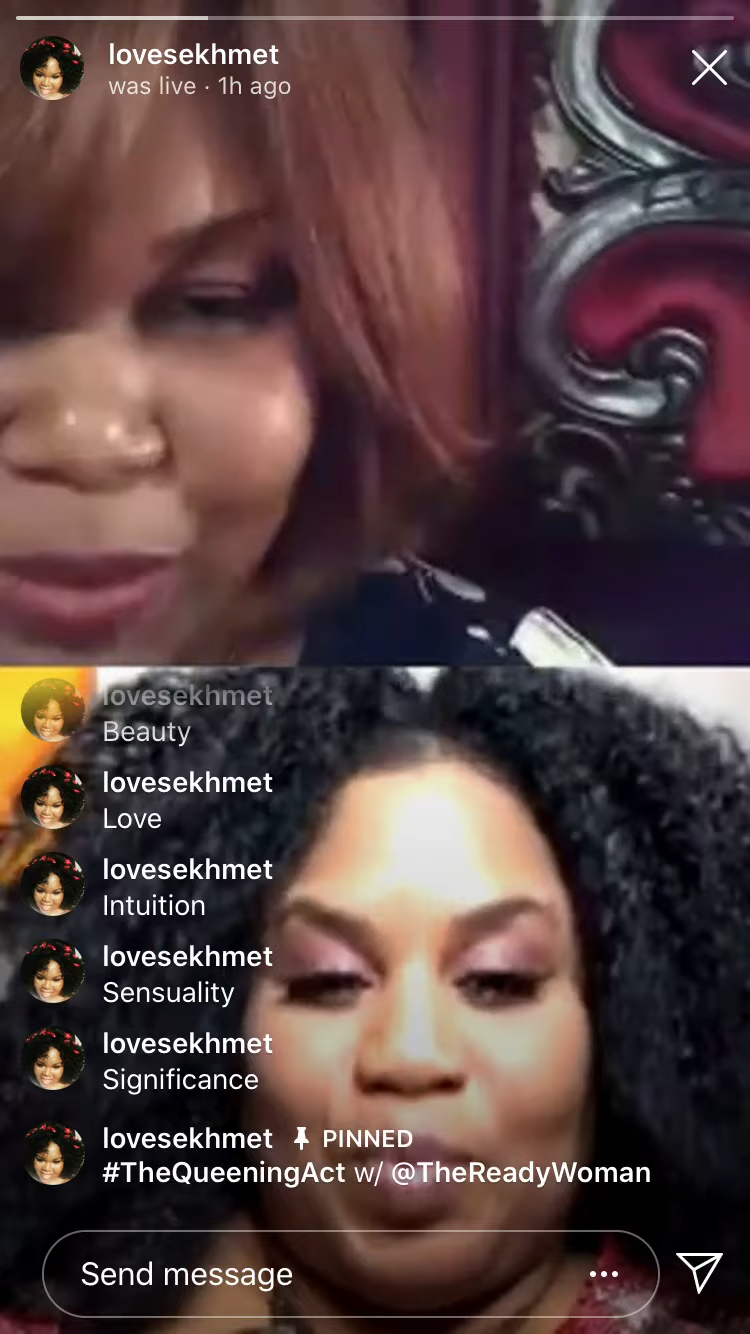 lovesekhmet
was live · 1h ago
lovesekhmet
Beauty
lovesekhmet
Love
lovesekhmet
Intuition
lovesekhmet
Sensuality
lovesekhmet
Significance
lovesekhmet PINNED
#TheQueeningAct w/ @TheReadyWoman
Send message